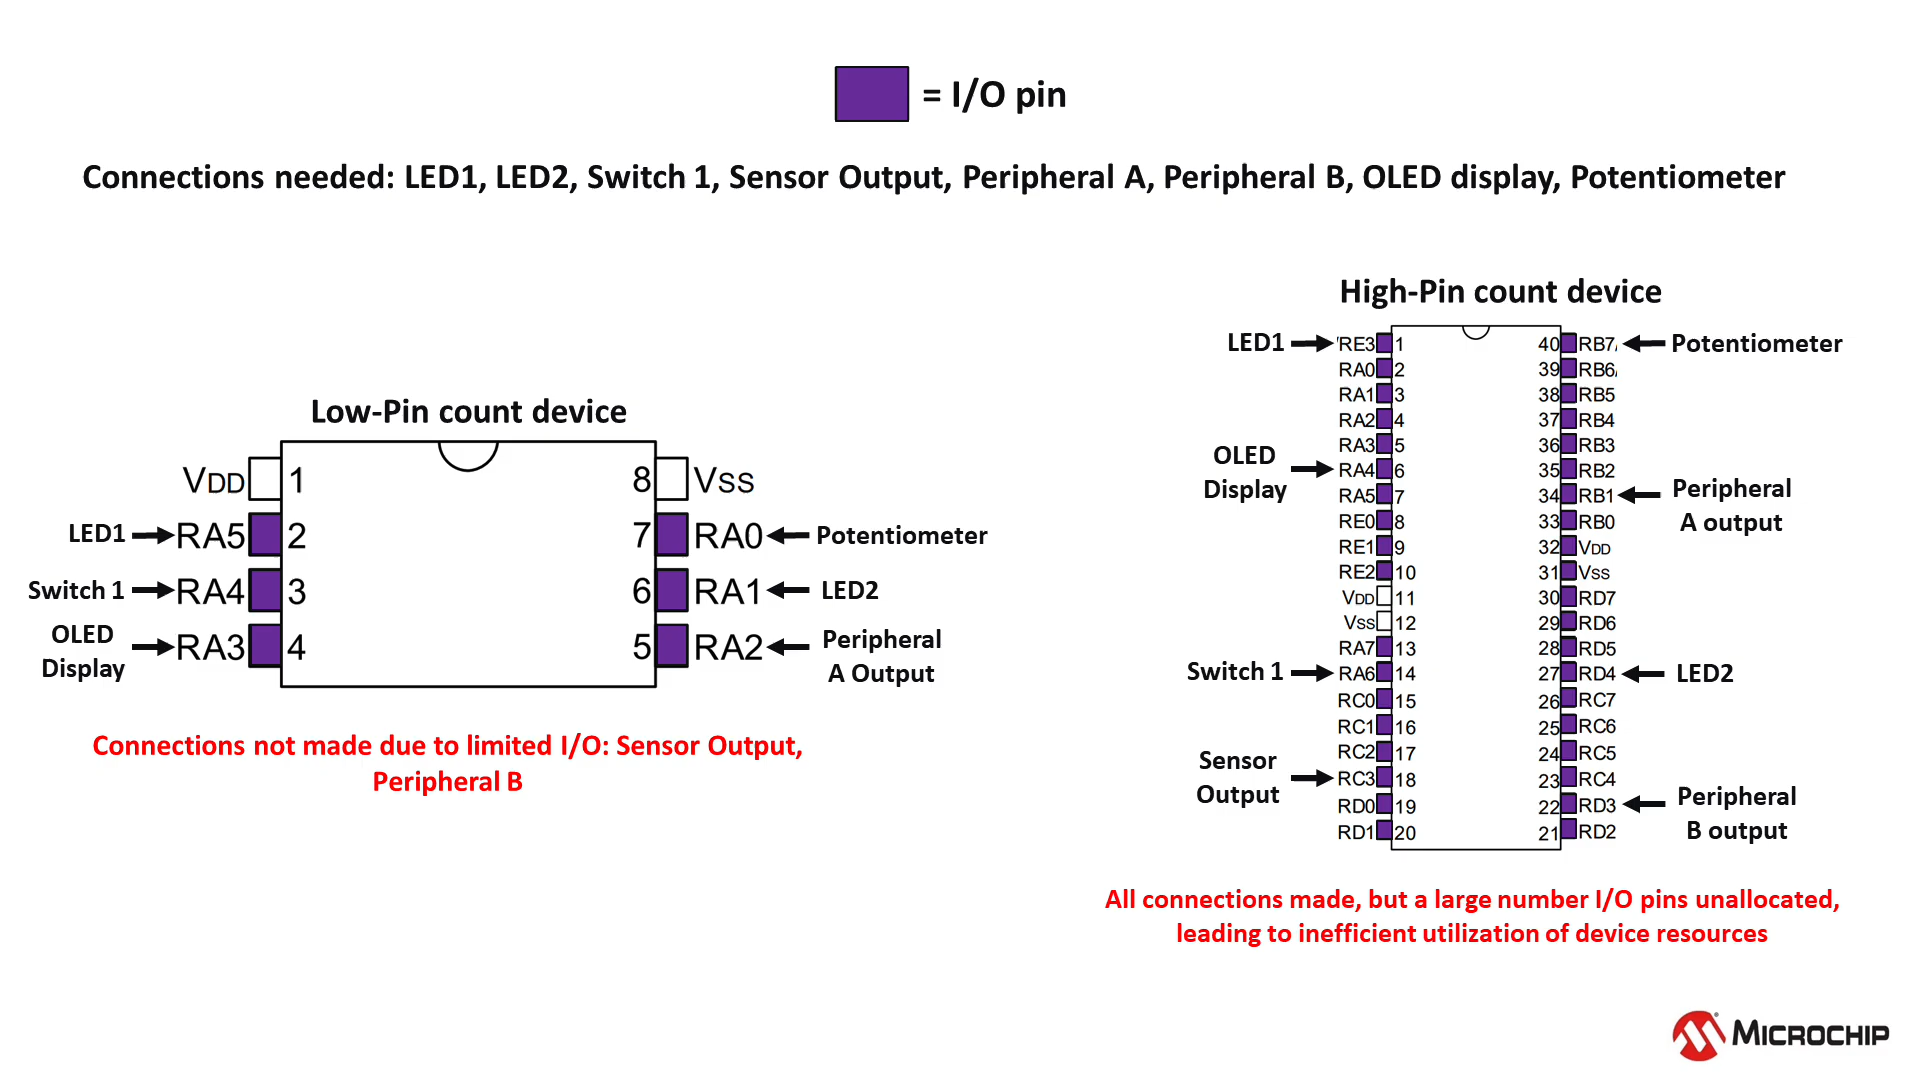 = I/O pin
Connections needed: LED1, LED2, Switch 1, Sensor Output, Peripheral A, Peripheral B, OLED display, Potentiometer
Low-Pin count device
VDD 1
8 VSS
LED1 RA5 2
7 RA0 Potentiometer
Switch 1 RA4 3
6 RA1 LED2
OLED
Display RA3 4
5 RA2 Peripheral
A Output
Connections not made due to limited I/O: Sensor Output,
Peripheral B
High-Pin count device
LED1 RE3 1
40 RB7 Potentiometer
RA0 2
39 RB6
RA1 3
38 RB5
RA2 4
37 RB4
RA3 5
36 RB3
OLED
Display RA4 6
35 RB2
RA5 7
34 RB1 Peripheral
A output
RE0 8
33 RB0
RE1 9
32 VDD
RE2 10
31 VSS
VDD 11
30 RD7
VSS 12
29 RD6
RA7 13
28 RD5
Switch 1 RA6 14
27 RD4 LED2
RC0 15
26 RC7
RC1 16
25 RC6
RC2 17
24 RC5
Sensor
Output RC3 18
23 RC4
RD0 19
22 RD3 Peripheral
B output
RD1 20
21 RD2
All connections made, but a large number I/O pins unallocated,
leading to inefficient utilization of device resources
MICROCHIP